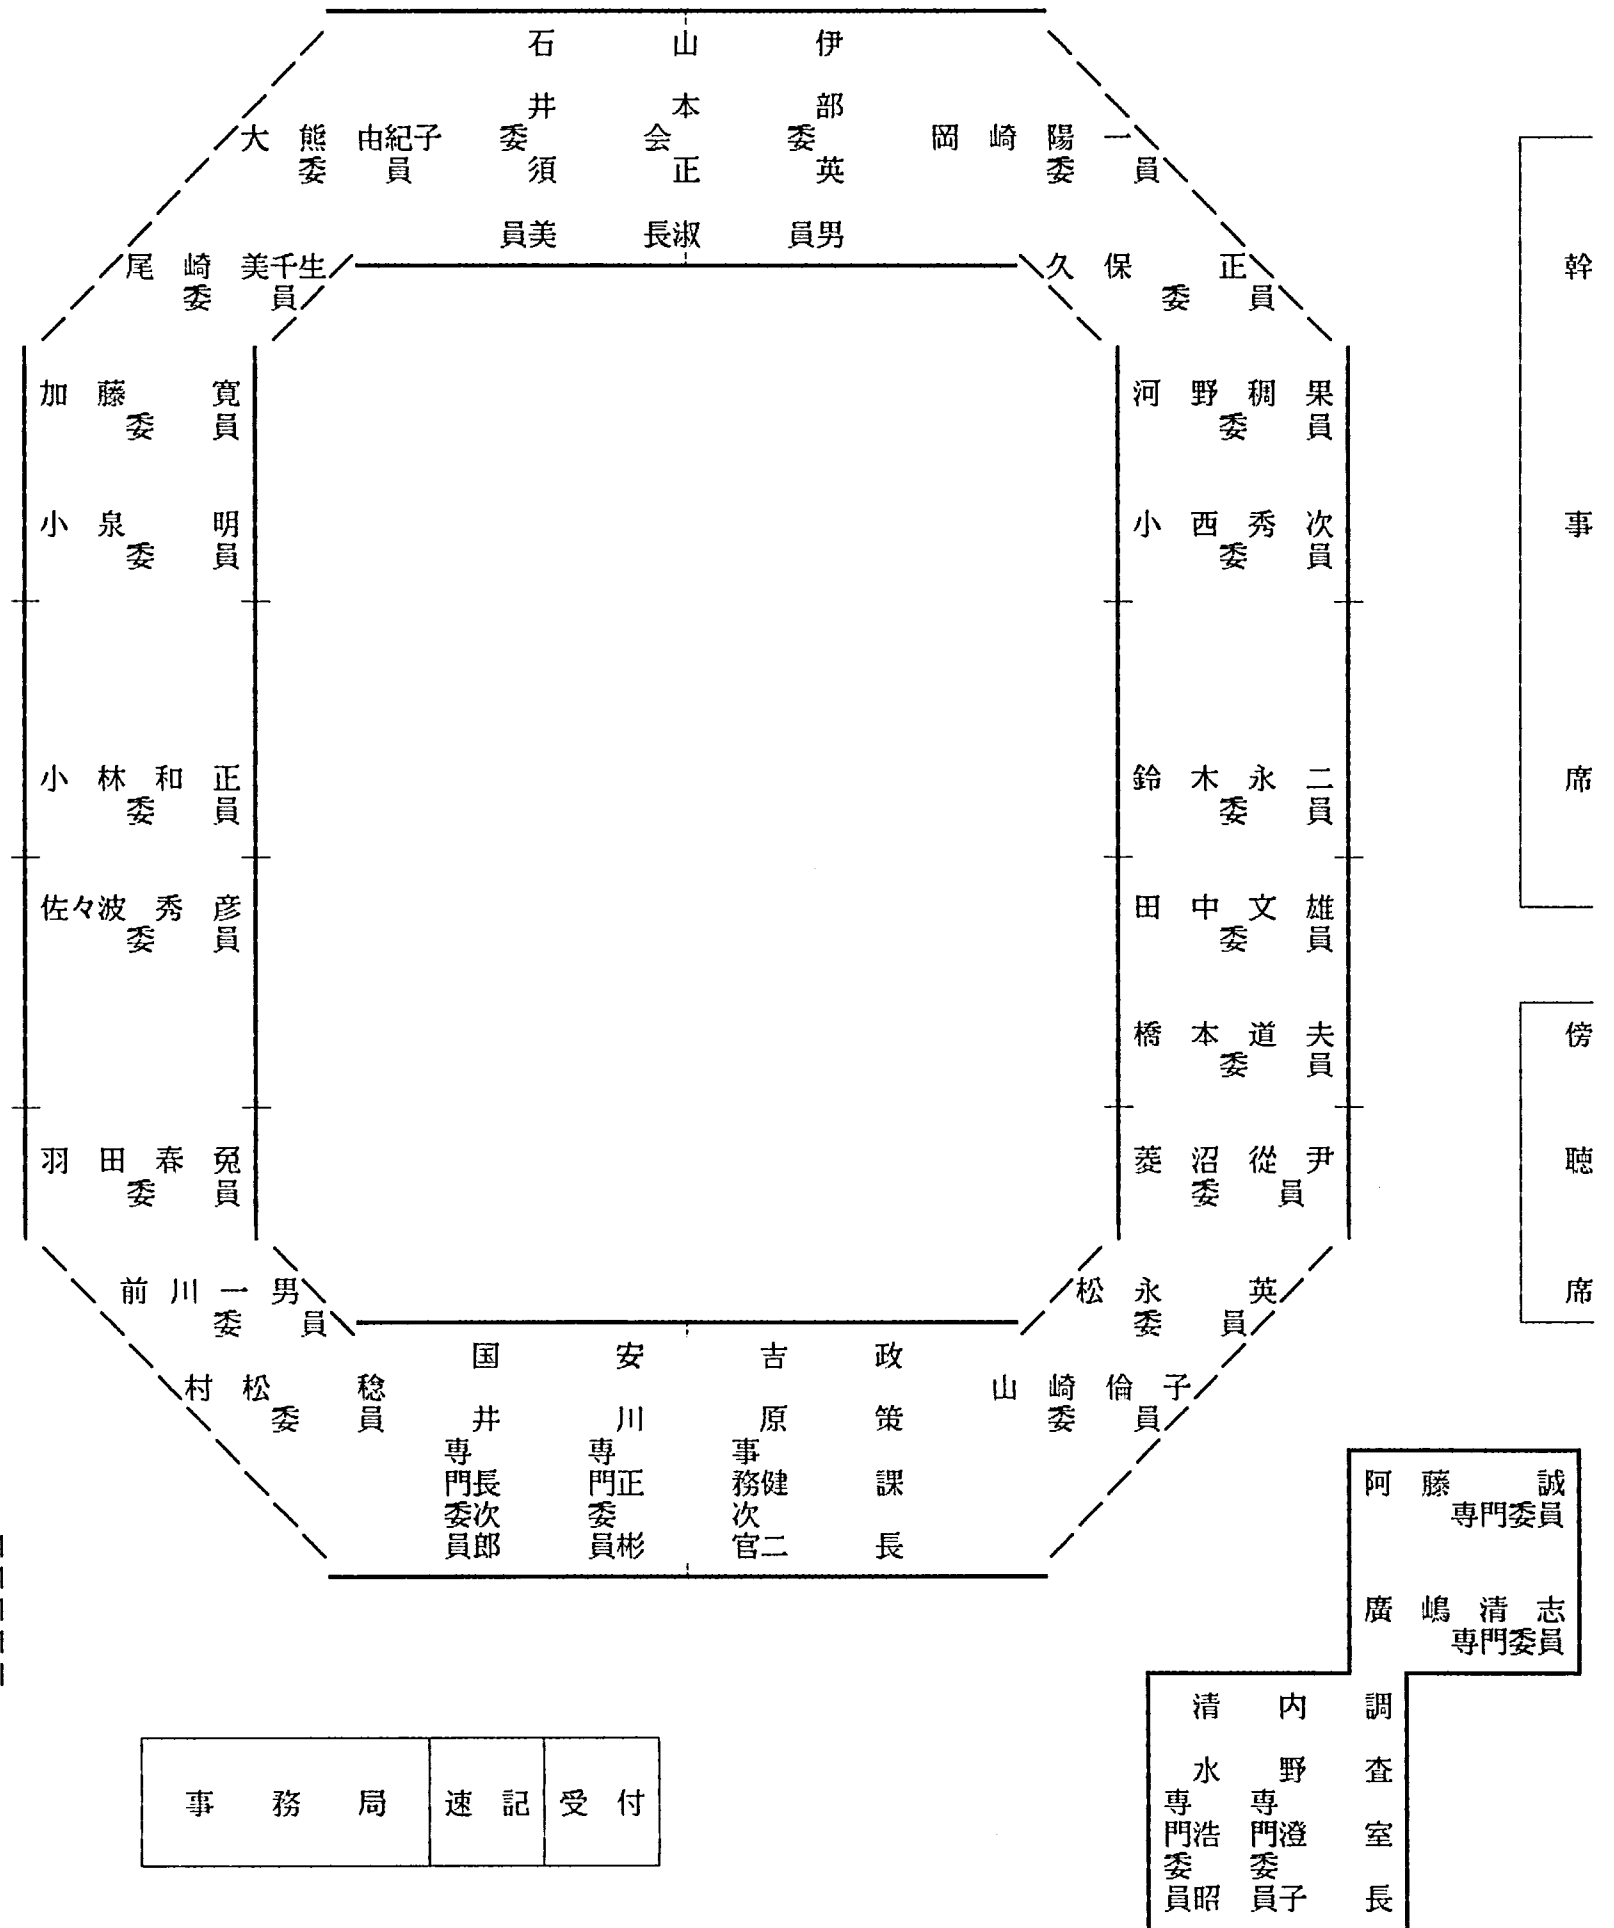 石井須美委員
山本正淑会長
伊部英男委員
大熊由紀子委員
岡崎陽一委員
尾崎美千生委員
久保正委員
加藤寛委員
河野稠果委員
小泉明委員
小西秀次委員
小林和正委員
鈴木永二委員
佐々波秀彦委員
田中文雄委員
橋本道夫委員
羽田春兔委員
菱沼從尹委員
前川一男委員
松永英委員
村松稔委員
山崎倫子委員
国井長次郎専門委員
安川正彬専門委員
吉原健二事務次官
政策課長
幹事席
傍聴席
阿藤誠専門委員
廣嶋清志専門委員
清水浩昭専門委員
内野澄子専門委員
調査室長
事務局
速記
受付